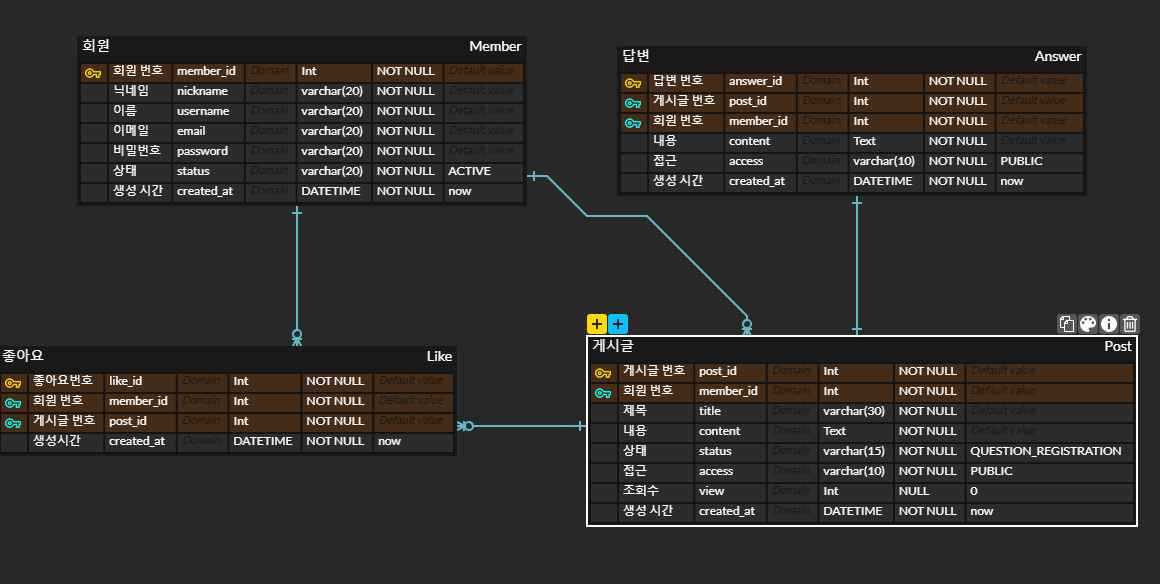 회원 Member
회원 번호 member_id Domain Int NOT NULL Default value
닉네임 nickname Domain varchar(20) NOT NULL Default value
이름 username Domain varchar(20) NOT NULL Default value
이메일 email Domain varchar(20) NOT NULL Default value
비밀번호 password Domain varchar(20) NOT NULL Default value
상태 status Domain varchar(20) NOT NULL ACTIVE
생성 시간 created_at Domain DATETIME NOT NULL now
답변 Answer
답변 번호 answer_id Domain Int NOT NULL Default value
게시글 번호 post_id Domain Int NOT NULL Default value
회원 번호 member_id Domain Int NOT NULL Default value
내용 content Domain Text NOT NULL Default value
접근 access Domain varchar(10) NOT NULL PUBLIC
생성 시간 created_at Domain DATETIME NOT NULL now
좋아요 Like
좋아요번호 like_id Domain Int NOT NULL Default value
회원 번호 member_id Domain Int NOT NULL Default value
게시글 번호 post_id Domain Int NOT NULL Default value
생성시간 created_at Domain DATETIME NOT NULL now
게시글 Post
게시글 번호 post_id Domain Int NOT NULL Default value
회원 번호 member_id Domain Int NOT NULL Default value
제목 title Domain varchar(30) NOT NULL Default value
내용 content Domain Text NOT NULL Default value
상태 status Domain varchar(15) NOT NULL QUESTION_REGISTRATION
접근 access Domain varchar(10) NOT NULL PUBLIC
조회수 view Domain Int NULL 0
생성 시간 created_at Domain DATETIME NOT NULL now